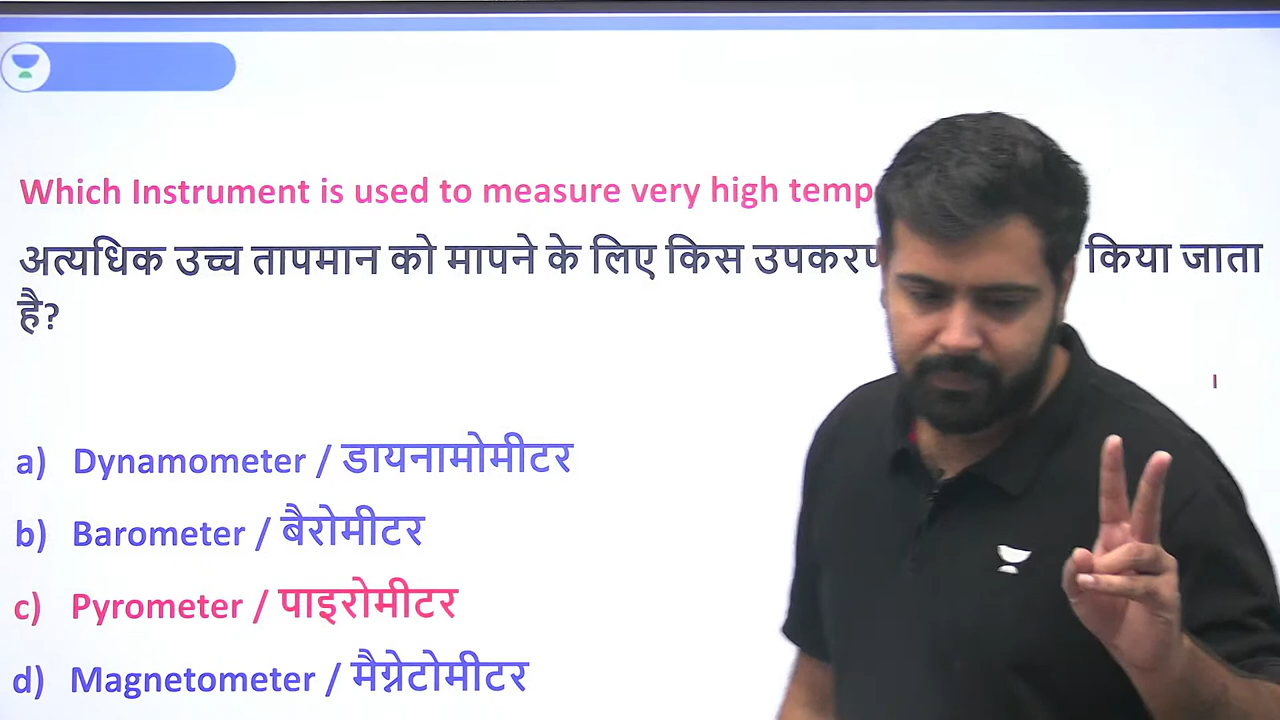 Which Instrument is used to measure very high temp
अत्यधिक उच्च तापमान को मापने के लिए किस किया जाता
है?
a) Dynamometer / डायनामोमीटर
b) Barometer / बैरोमीटर
c) Pyrometer / पाइरोमीटर
d) Magnetometer / मैग्नेटोमीटर